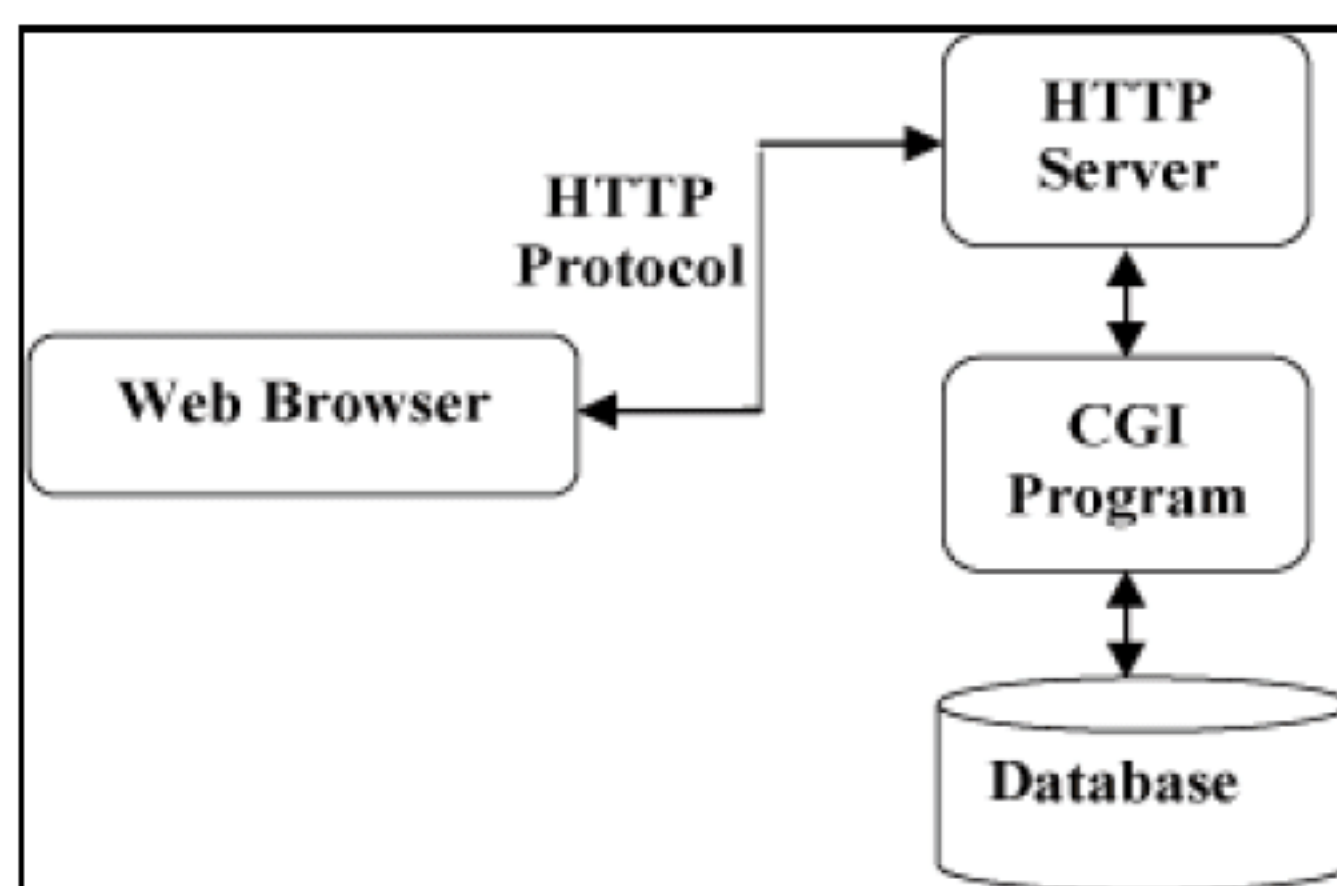 HTTP
Server
HTTP
Protocol
Web Browser
CGI
Program
Database